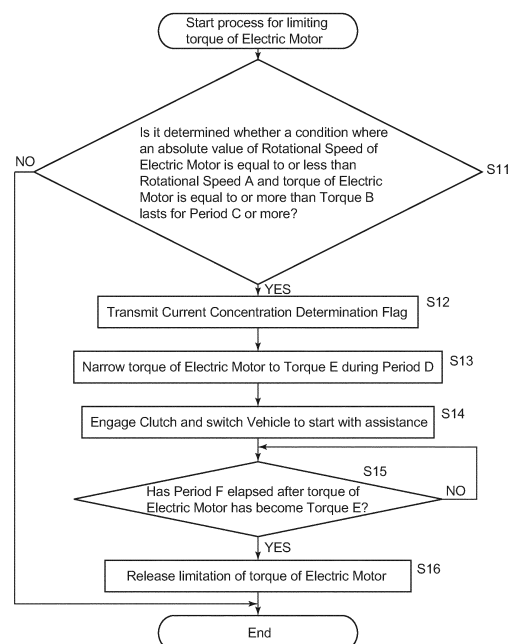 Start process for limiting
torque of Electric Motor
Is it determined whether a condition where
an absolute value of Rotational Speed of
Electric Motor is equal to or less than
Rotational Speed A and torque of Electric
Motor is equal to or more than Torque B
lasts for Period C or more?
NO
S11
YES
S12
Transmit Current Concentration Determination Flag
S13
Narrow torque of Electric Motor to Torque E during Period D
S14
Engage Clutch and switch Vehicle to start with assistance
S15
Has Period F elapsed after torque of
Electric Motor has become Torque E?
NO
YES
S16
Release limitation of torque of Electric Motor
End